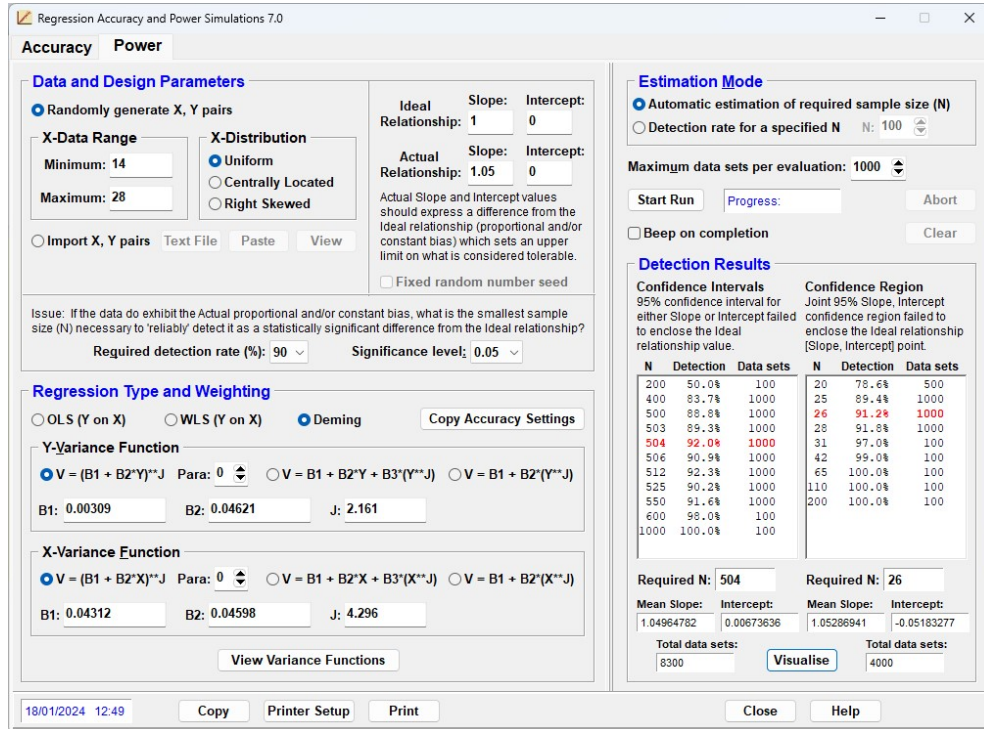 Regression Accuracy and Power Simulations 7.0
Accuracy Power
Data and Design Parameters
Randomly generate X, Y pairs
X-Data Range
Minimum: 14
Maximum: 28
X-Distribution
Uniform
Centrally Located
Right Skewed
Import X, Y pairs Text File Paste View
Slope: Intercept:
Ideal
Relationship: 1 0
Slope: Intercept:
Actual
Relationship: 1.05 0
Actual Slope and Intercept values
should express a difference from the
Ideal relationship (proportional and/or
constant bias) which sets an upper
limit on what is considered tolerable.
Fixed random number seed
Issue: If the data do exhibit the Actual proportional and/or constant bias, what is the smallest sample
size (N) necessary to 'reliably' detect it as a statistically significant difference from the Ideal relationship?
Required detection rate (%): 90 Significance level: 0.05
Regression Type and Weighting
OLS (Y on X) WLS (Y on X) Deming Copy Accuracy Settings
Y-Variance Function
V = (B1 + B2*Y)**J Para: 0 V = B1 + B2*Y + B3*(Y**J) V = B1 + B2*(Y**J)
B1: 0.00309 B2: 0.04621 J: 2.161
X-Variance Function
V = (B1 + B2*X)**J Para: 0 V = B1 + B2*X + B3*(X**J) V = B1 + B2*(X**J)
B1: 0.04312 B2: 0.04598 J: 4.296
View Variance Functions
Estimation Mode
Automatic estimation of required sample size (N)
Detection rate for a specified N N: 100
Maximum data sets per evaluation: 1000
Start Run Progress: Abort
Beep on completion Clear
Detection Results
Confidence Intervals
95% confidence interval for
either Slope or Intercept failed
to enclose the Ideal
relationship value.
N Detection Data sets
200 50.0% 100
400 83.7% 1000
500 88.8% 1000
503 89.3% 1000
504 92.0% 1000
506 90.9% 1000
512 92.3% 1000
525 90.2% 1000
550 91.6% 1000
600 98.0% 100
1000 100.0% 100
Required N: 504
Mean Slope: Intercept:
1.04964782 0.00673636
Total data sets:
8300
Confidence Region
Joint 95% Slope, Intercept
confidence region failed to
enclose the Ideal relationship
[Slope, Intercept] point.
N Detection Data sets
20 78.6% 500
25 89.4% 1000
26 91.2% 1000
28 91.8% 1000
31 97.0% 100
42 99.0% 100
65 100.0% 100
110 100.0% 100
200 100.0% 100
Required N: 26
Mean Slope: Intercept:
1.05286941 -0.05183277
Total data sets:
4000
Visualise
18/01/2024 12:49 Copy Printer Setup Print Close Help